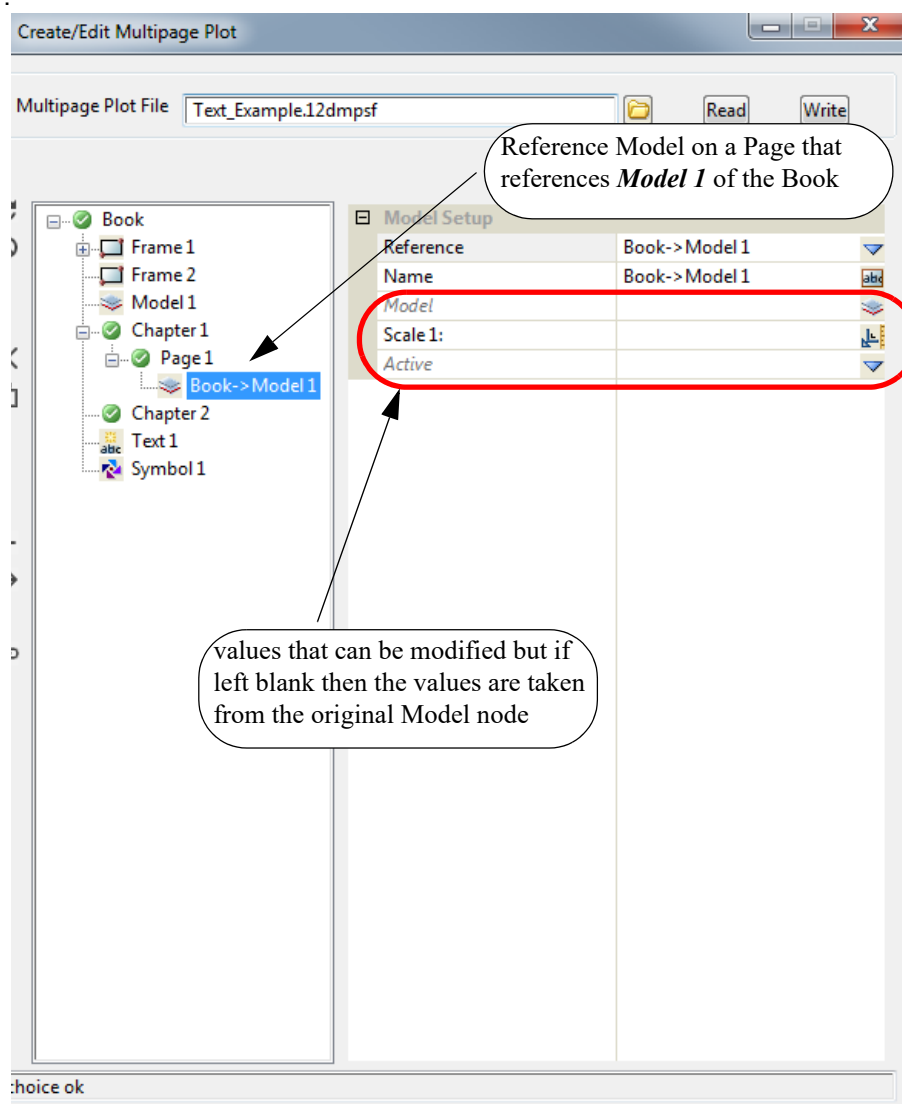 .
Create/Edit Multipage Plot
Multipage Plot File Text_Example.12dmpsf Read Write
Reference Model on a Page that
references Model 1 of the Book
Book
Frame 1
Frame 2
Model 1
Chapter 1
Page 1
Book->Model 1
Chapter 2
abc Text 1
Symbol 1
Model Setup
Reference Book->Model 1
Name Book->Model 1 abc
Model
Scale 1:
Active
values that can be modified but if
left blank then the values are taken
from the original Model node
choice ok